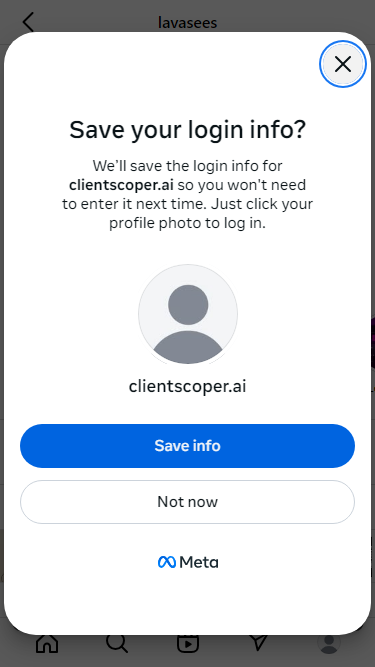 lavasees
Save your login info?
We'll save the login info for
clientscoper.ai so you won't need
to enter it next time. Just click your
profile photo to log in.
clientscoper.ai
Save info
Not now
Meta